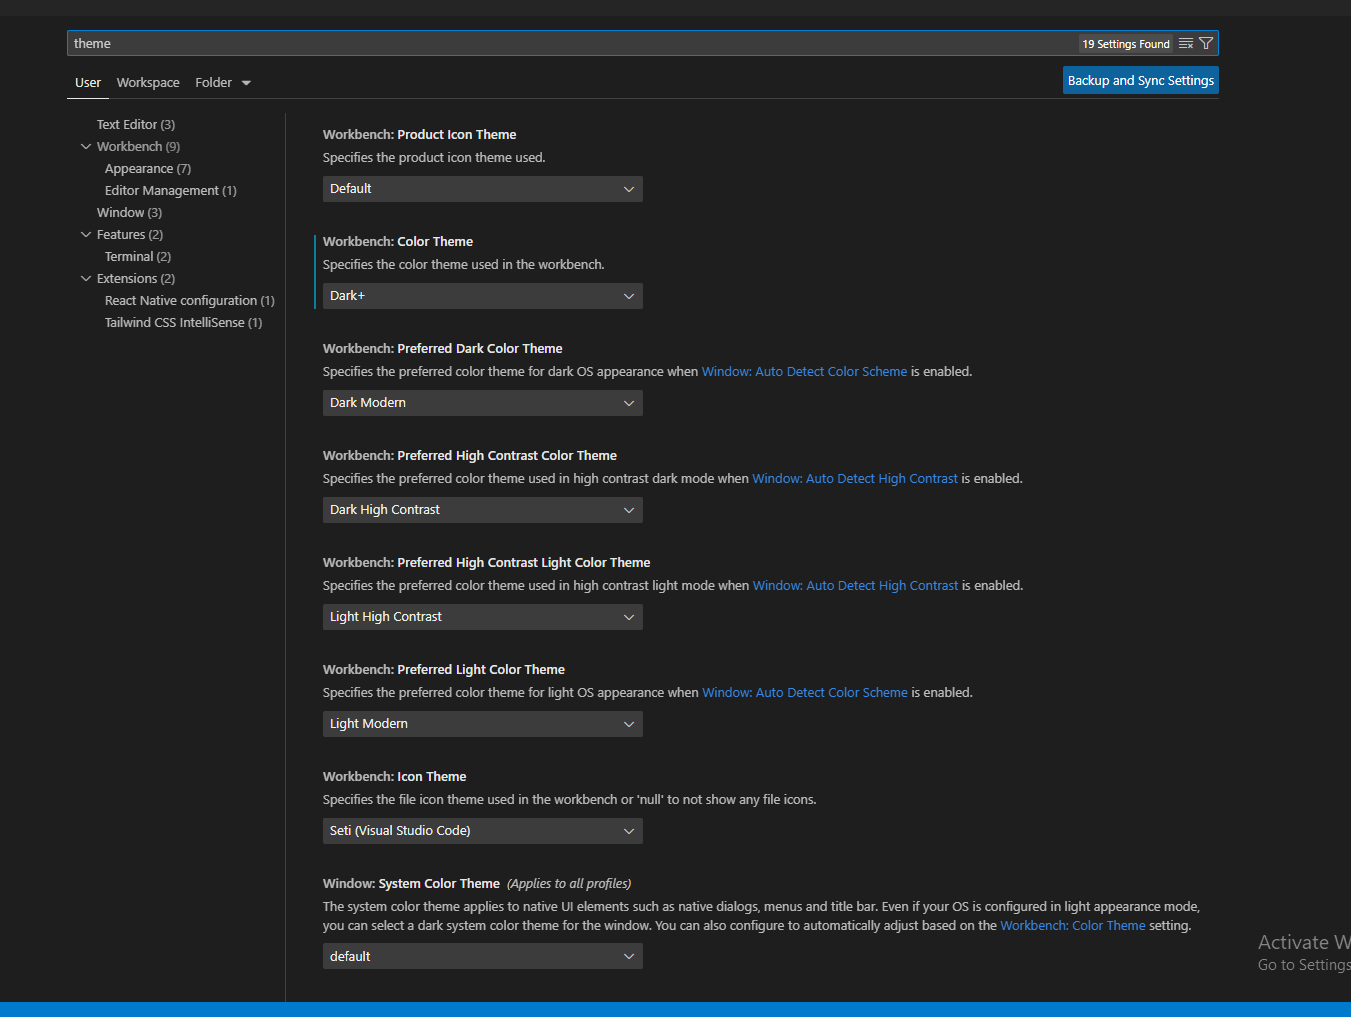 theme
19 Settings Found
User Workspace Folder
Backup and Sync Settings
Text Editor (3)
Workbench (9)
Appearance (7)
Editor Management (1)
Window (3)
Features (2)
Terminal (2)
Extensions (2)
React Native configuration (1)
Tailwind CSS IntelliSense (1)
Workbench: Product Icon Theme
Specifies the product icon theme used.
Default
Workbench: Color Theme
Specifies the color theme used in the workbench.
Dark+
Workbench: Preferred Dark Color Theme
Specifies the preferred color theme for dark OS appearance when Window: Auto Detect Color Scheme is enabled.
Dark Modern
Workbench: Preferred High Contrast Color Theme
Specifies the preferred color theme used in high contrast dark mode when Window: Auto Detect High Contrast is enabled.
Dark High Contrast
Workbench: Preferred High Contrast Light Color Theme
Specifies the preferred color theme used in high contrast light mode when Window: Auto Detect High Contrast is enabled.
Light High Contrast
Workbench: Preferred Light Color Theme
Specifies the preferred color theme for light OS appearance when Window: Auto Detect Color Scheme is enabled.
Light Modern
Workbench: Icon Theme
Specifies the file icon theme used in the workbench or 'null' to not show any file icons.
Seti (Visual Studio Code)
Window: System Color Theme (Applies to all profiles)
The system color theme applies to native UI elements such as native dialogs, menus and title bar. Even if your OS is configured in light appearance mode,
you can select a dark system color theme for the window. You can also configure to automatically adjust based on the Workbench: Color Theme setting.
default
Activate W
Go to Settings